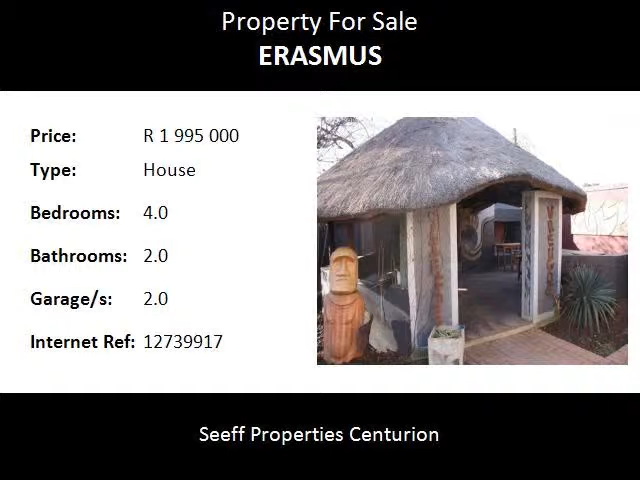 Property For Sale
ERASMUS
Price: R 1 995 000
Type: House
Bedrooms: 4.0
Bathrooms: 2.0
Garage/s: 2.0
Internet Ref: 12739917
Seeff Properties Centurion